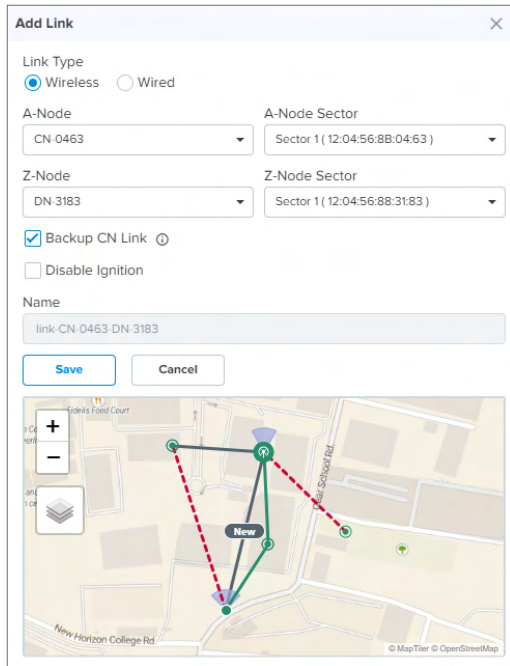 Add Link
Link Type
Wireless Wired
A-Node A-Node Sector
CN-0463 Sector 1 ( 12:04:56:8B:04:63 )
Z-Node Z-Node Sector
DN-3183 Sector 1 ( 12:04:56:88:31:83 )
Backup CN Link
Disable Ignition
Name
link-CN-0463-DN-3183
Save Cancel
Fidelis Food Court
+
−
Dear School Rd.
New
New Horizon College Rd.
© MapTiler © OpenStreetMap